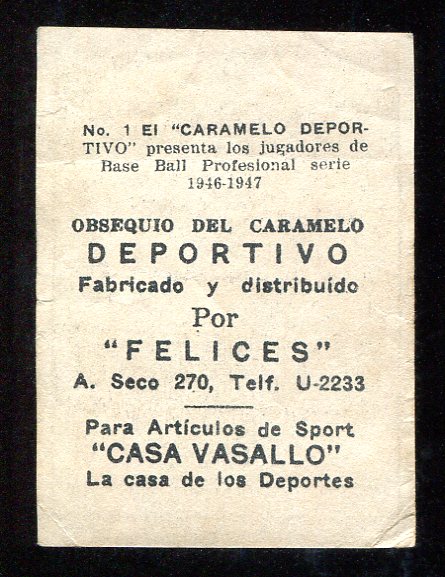 No. 1 El "CARAMELO DEPOR-
TIVO" presenta los jugadores de
Base Ball Profesional serie
1946-1947
OBSEQUIO DEL CARAMELO
DEPORTIVO
Fabricado y distribuído
Por
"FELICES"
A. Seco 270, Telf. U-2233
Para Artículos de Sport
"CASA VASALLO"
La casa de los Deportes